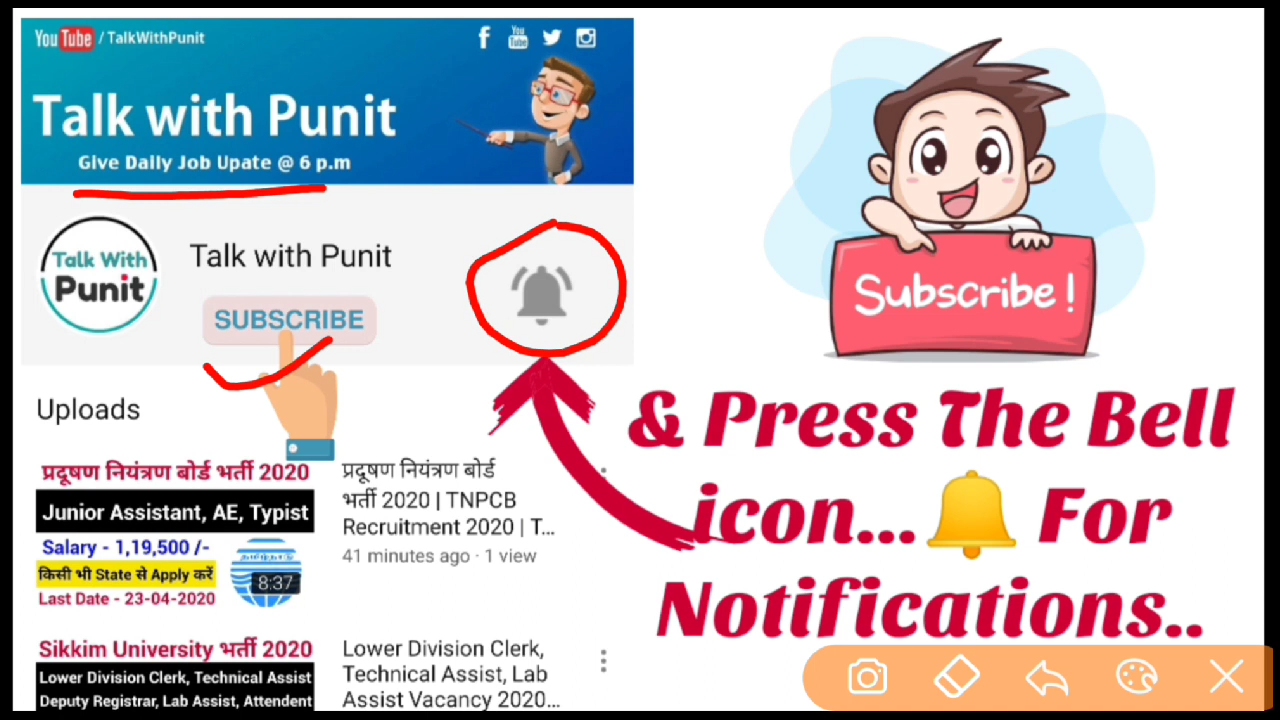 YouTube / TalkWithPunit
f You Tube
Talk with Punit
Give Daily Job Upate @ 6 p.m
Talk With
Punit
Talk with Punit
SUBSCRIBE
Subscribe!
Uploads
& Press The Bell
icon... For
Notifications..
प्रदूषण नियंत्रण बोर्ड भर्ती 2020
Junior Assistant, AE, Typist
Salary - 1,19,500 /-
किसी भी State से Apply करें
Last Date - 23-04-2020
8:37
प्रदूषण नियंत्रण बोर्ड
भर्ती 2020 | TNPCB
Recruitment 2020 | T...
41 minutes ago · 1 view
Sikkim University भर्ती 2020
Lower Division Clerk, Technical Assist
Deputy Registrar, Lab Assist, Attendent
Lower Division Clerk,
Technical Assist, Lab
Assist Vacancy 2020...